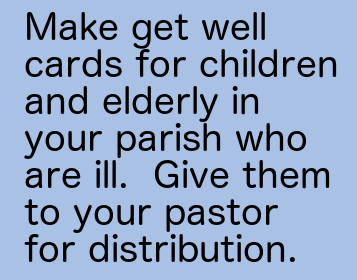 Make get well
cards for children
and elderly in
your parish who
are ill.  Give them
to your pastor
for distribution.